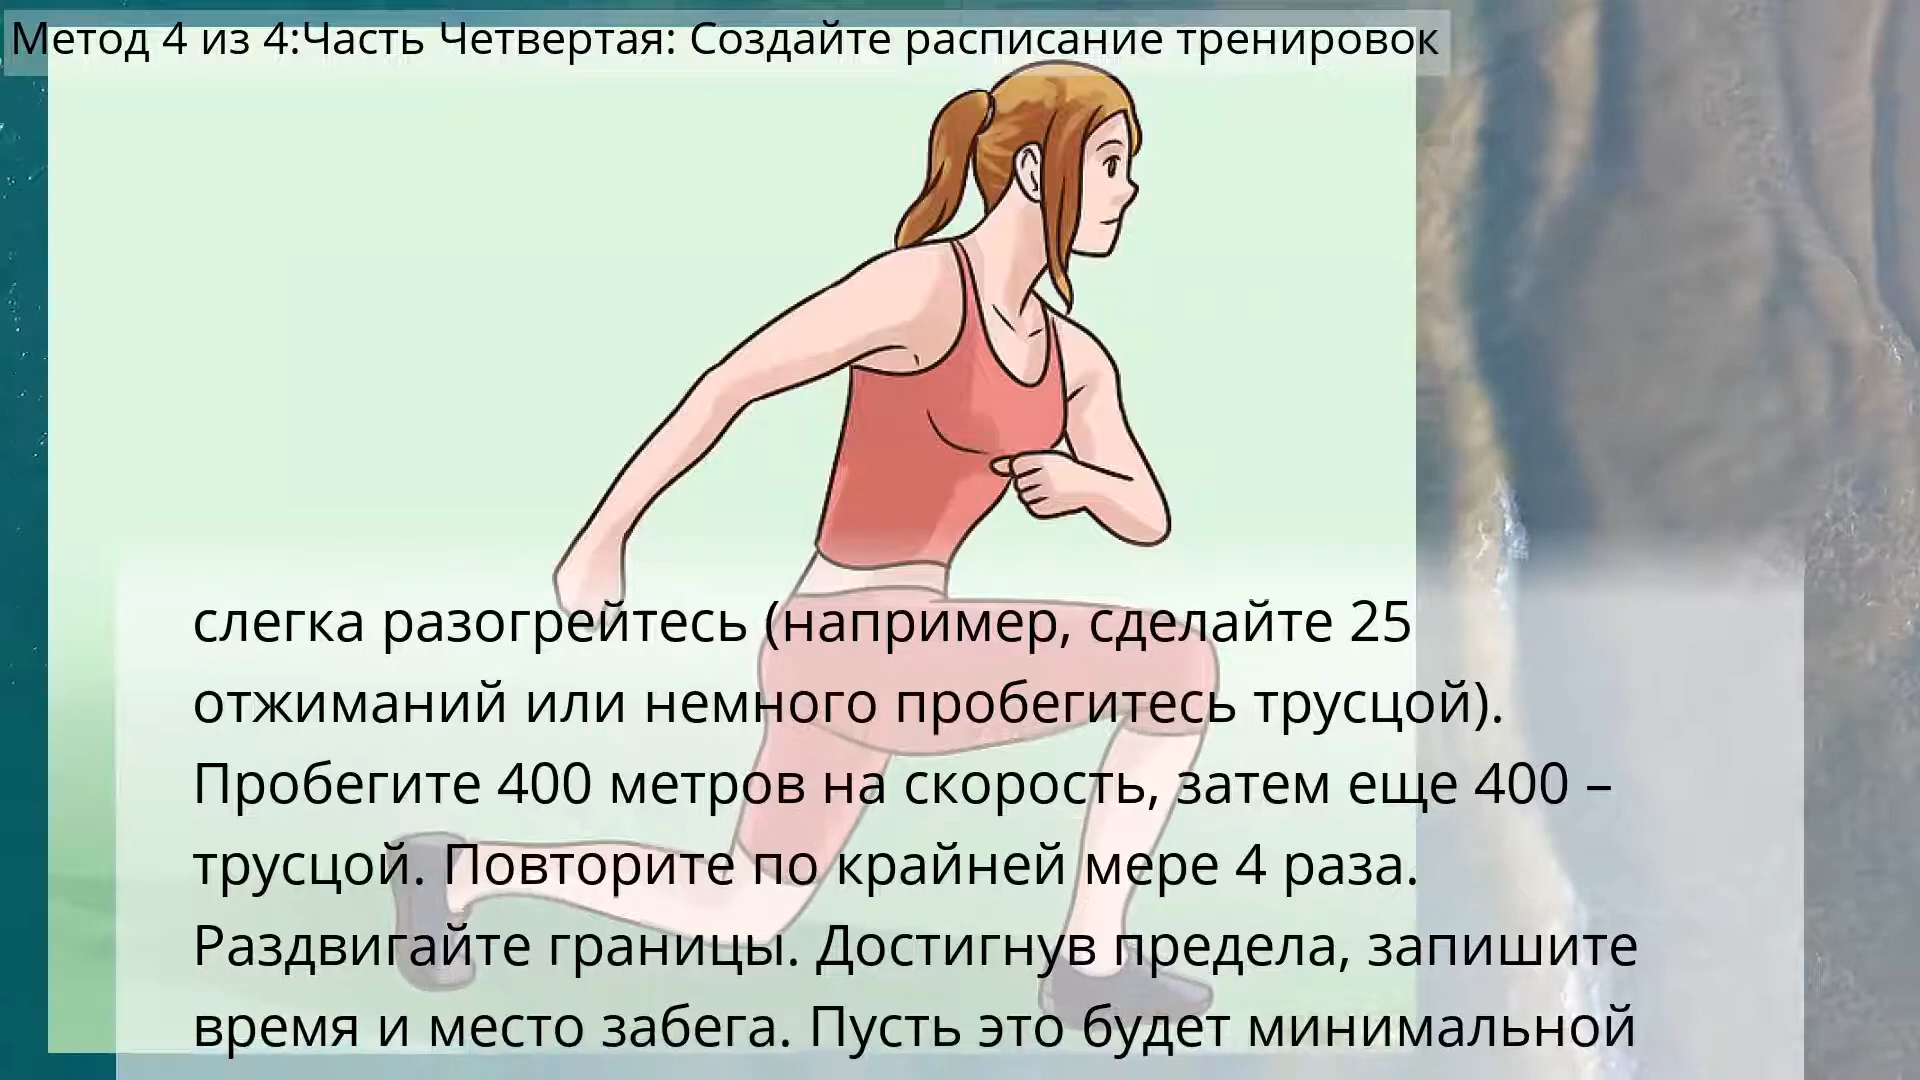 Метод 4 из 4:Часть Четвертая: Создайте расписание тренировок
слегка разогрейтесь (например, сделайте 25
отжиманий или немного пробегитесь трусцой).
Пробегите 400 метров на скорость, затем еще 400 –
трусцой. Повторите по крайней мере 4 раза.
Раздвигайте границы. Достигнув предела, запишите
время и место забега. Пусть это будет минимальной